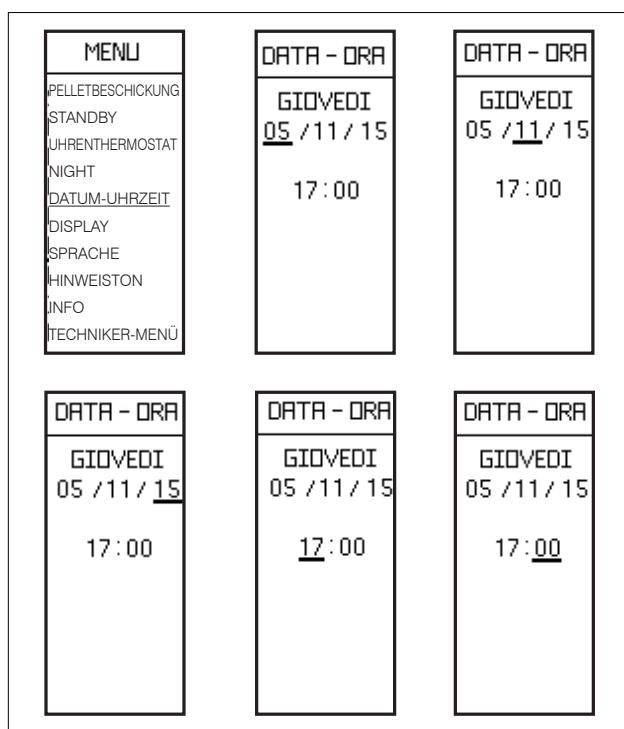 MENU
PELLETBESCHICKUNG
STANDBY
UHRENTHERMOSTAT
NIGHT
DATUM-UHRZEIT
DISPLAY
SPRACHE
HINWEISTON
INFO
TECHNIKER-MENÜ
DATA - ORA
GIOVEDI
05 /11/ 15
17:00
DATA - ORA
GIOVEDI
05 /11/ 15
17:00
DATA - ORA
GIOVEDI
05 /11/ 15
17:00
DATA - ORA
GIOVEDI
05 /11/ 15
17:00
DATA - ORA
GIOVEDI
05 /11/ 15
17:00